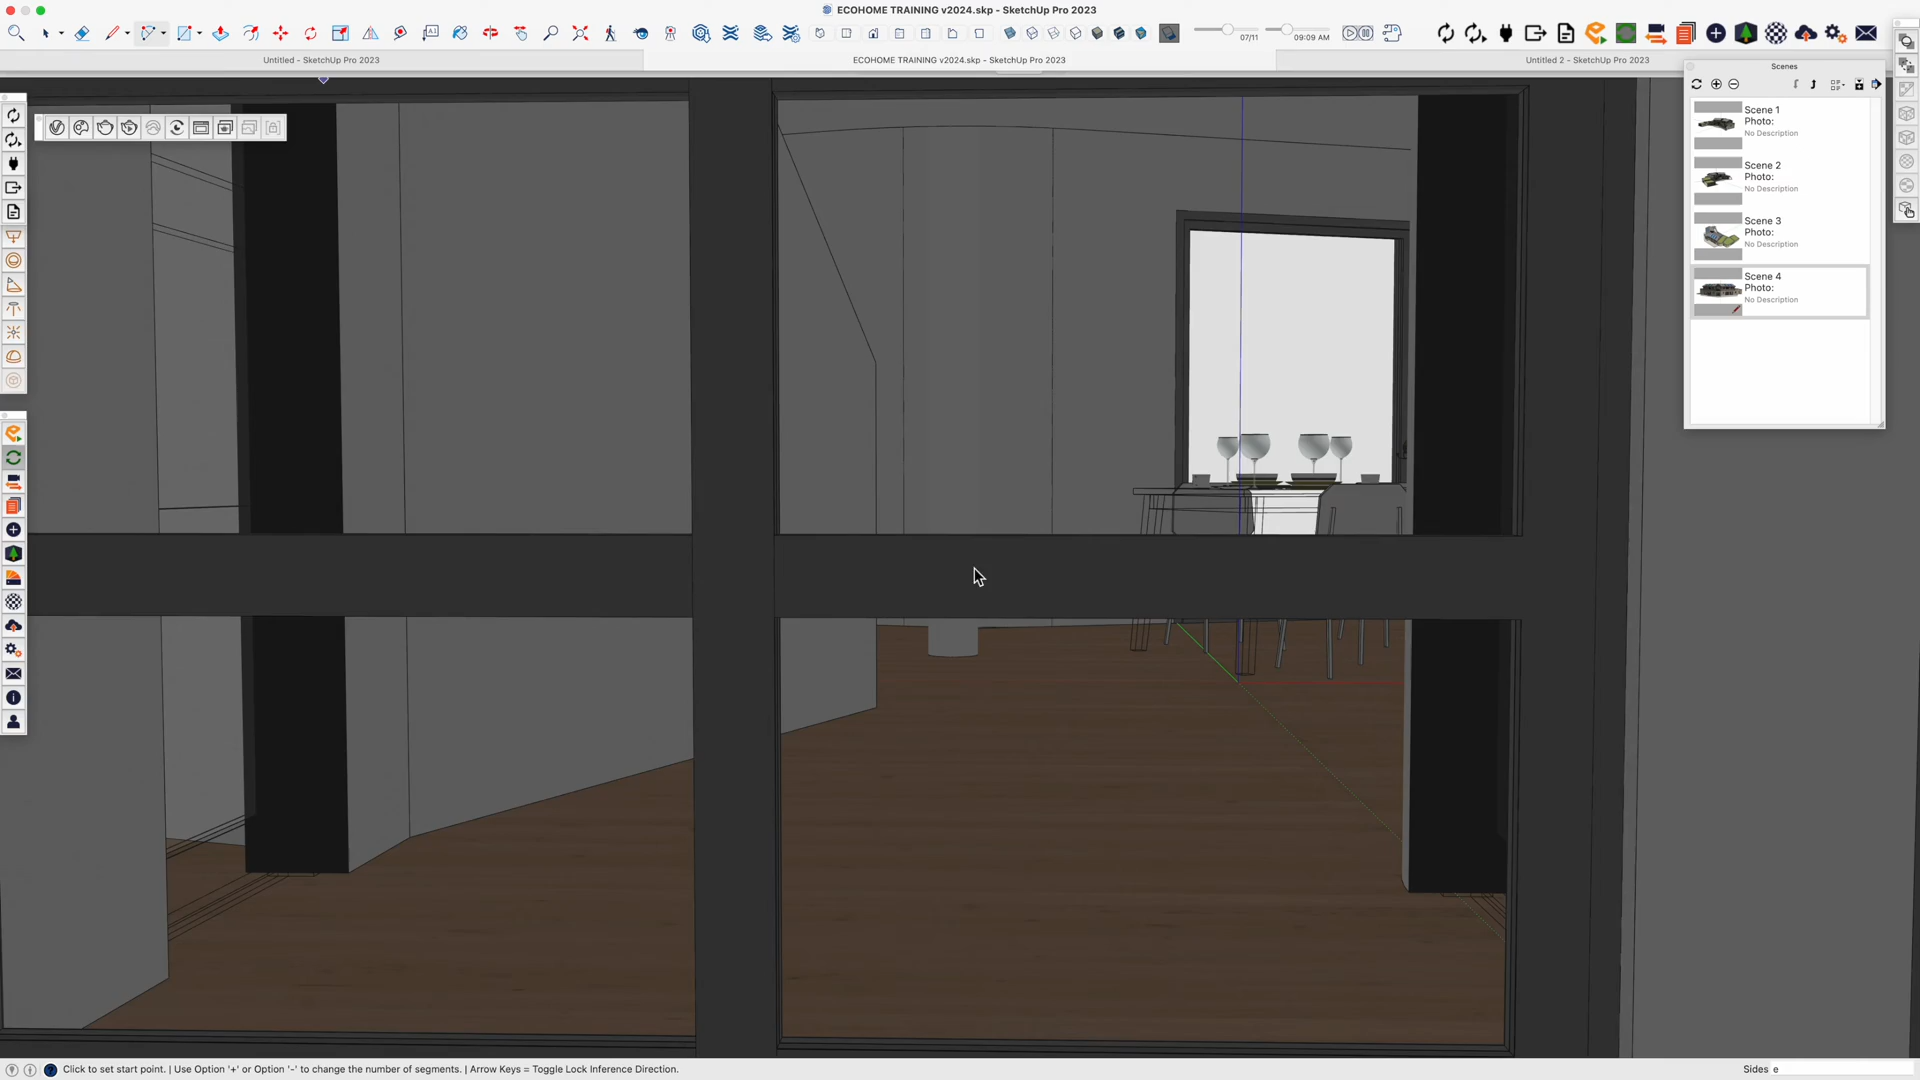 ECOHOME TRAINING v2024.skp - SketchUp Pro 2023
07/11
09:09 AM
Untitled - SketchUp Pro 2023
ECOHOME TRAINING v2024.skp - SketchUp Pro 2023
Untitled 2 - SketchUp Pro 2023
Scenes
Scene 1
Photo:
No Description
Scene 2
Photo:
No Description
Scene 3
Photo:
No Description
Scene 4
Photo:
No Description
Click to set start point. | Use Option '+' or Option '-' to change the number of segments. | Arrow Keys = Toggle Lock Inference Direction.
Sides e